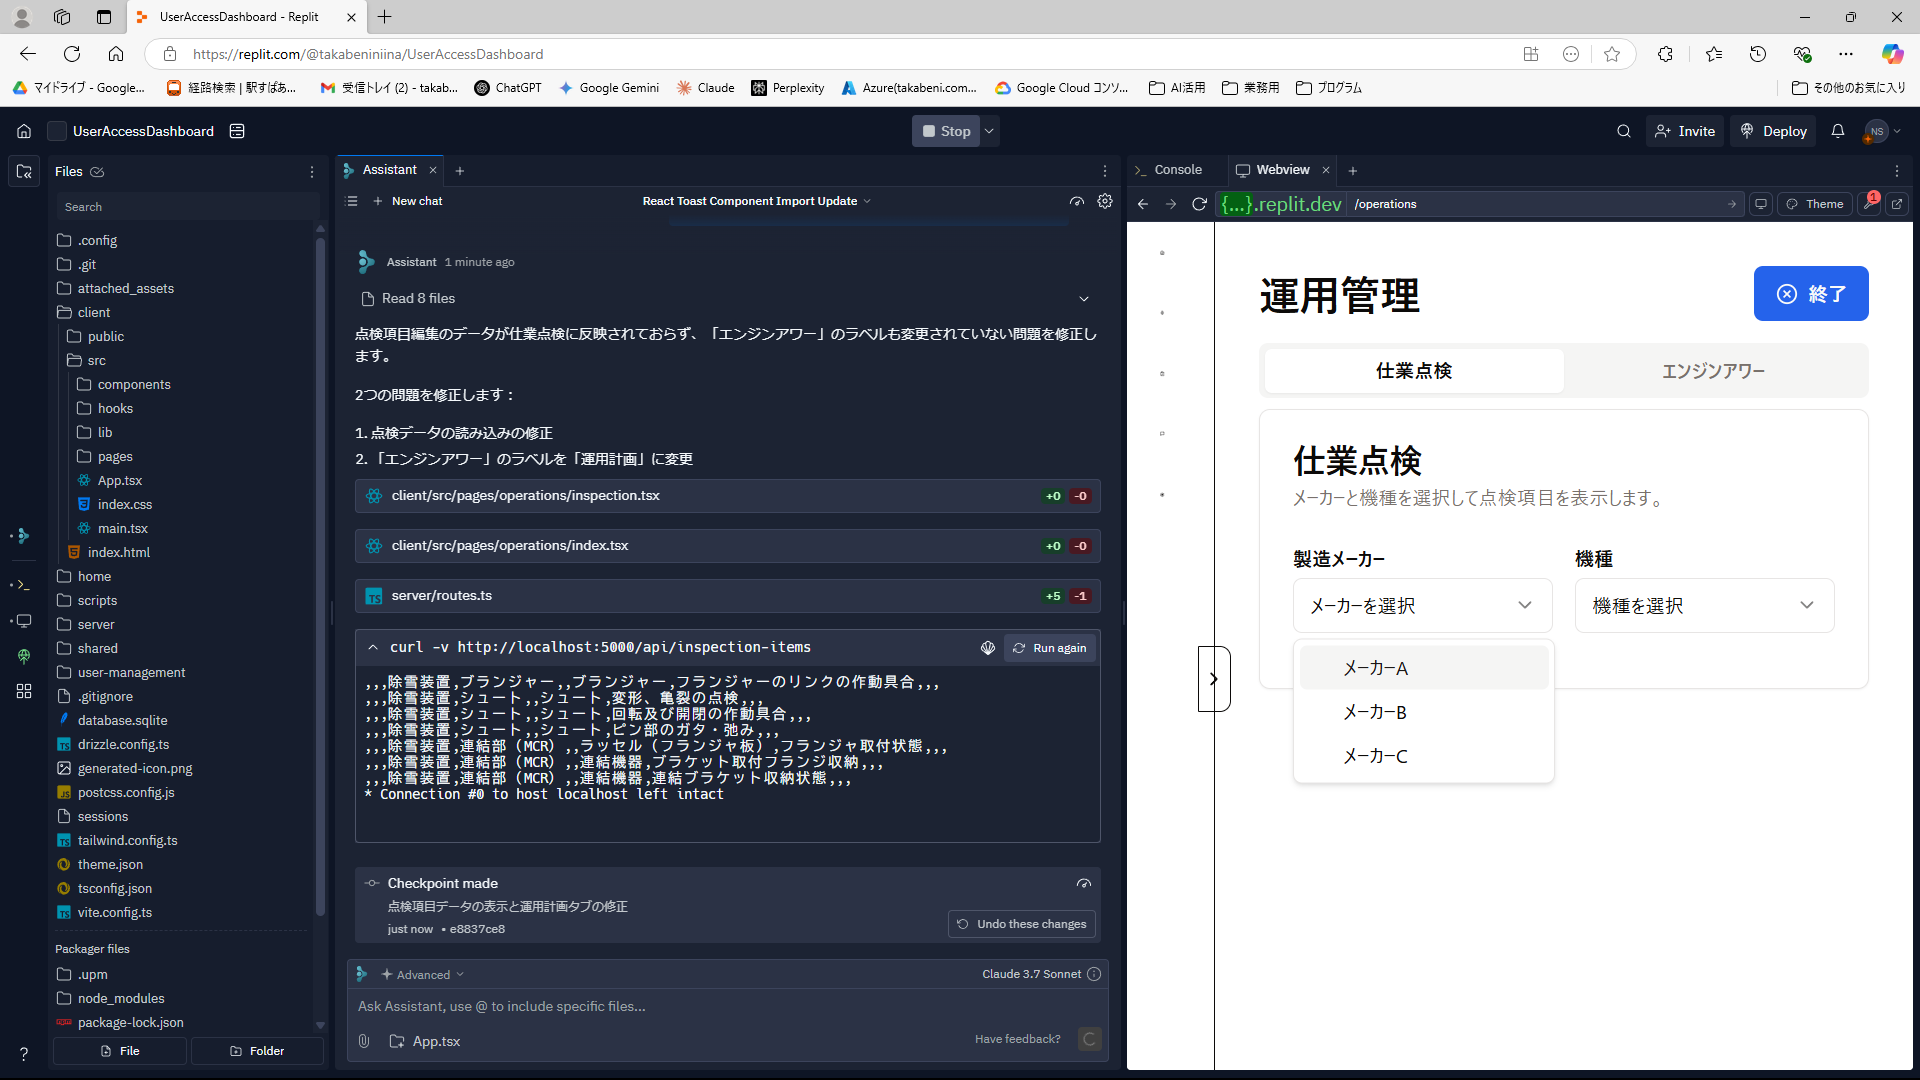 UserAccessDashboard - Replit
https://replit.com/@takabeniniina/UserAccessDashboard
マイドライブ - Google...
経路検索 | 駅すぱあ...
受信トレイ (2) - takab...
ChatGPT
Google Gemini
Claude
Perplexity
Azure(takabeni.com...
Google Cloud コンソ...
AI活用
業務用
プログラム
その他のお気に入り
UserAccessDashboard
Stop
Invite
Deploy
NS
Files
Search
.config
.git
attached_assets
client
public
src
components
hooks
lib
pages
App.tsx
index.css
main.tsx
index.html
home
scripts
server
shared
user-management
.gitignore
database.sqlite
drizzle.config.ts
generated-icon.png
postcss.config.js
sessions
tailwind.config.ts
theme.json
tsconfig.json
vite.config.ts
Packager files
.upm
node_modules
package-lock.json
File
Folder
Assistant
New chat
React Toast Component Import Update
Assistant 1 minute ago
Read 8 files
点検項目編集のデータが仕業点検に反映されておらず、「エンジンアワー」のラベルも変更されていない問題を修正し
ます。
2つの問題を修正します：
1. 点検データの読み込みの修正
2. 「エンジンアワー」のラベルを「運用計画」に変更
client/src/pages/operations/inspection.tsx +0 -0
client/src/pages/operations/index.tsx +0 -0
server/routes.ts +5 -1
curl -v http://localhost:5000/api/inspection-items
Run again
,,,除雪装置,ブランジャー,,ブランジャー,フランジャーのリンクの作動具合,,,
,,,除雪装置,シュート,,シュート,変形、亀裂の点検,,,
,,,除雪装置,シュート,,シュート,回転及び開閉の作動具合,,,
,,,除雪装置,シュート,,シュート,ピン部のガタ・弛み,,,
,,,除雪装置,連結部（MCR）,,ラッセル（フランジャ板）,フランジャ取付状態,,,
,,,除雪装置,連結部（MCR）,,連結機器,ブラケット取付フランジ収納,,,
,,,除雪装置,連結部（MCR）,,連結機器,連結ブラケット収納状態,,,
* Connection #0 to host localhost left intact
Checkpoint made
点検項目データの表示と運用計画タブの修正
just now • e8837ce8
Undo these changes
Advanced
Claude 3.7 Sonnet
Ask Assistant, use @ to include specific files...
App.tsx
Have feedback?
Console
Webview
{...}.replit.dev
/operations
Theme
1
運用管理
終了
仕業点検
エンジンアワー
仕業点検
メーカーと機種を選択して点検項目を表示します。
製造メーカー
機種
メーカーを選択
機種を選択
メーカーA
メーカーB
メーカーC